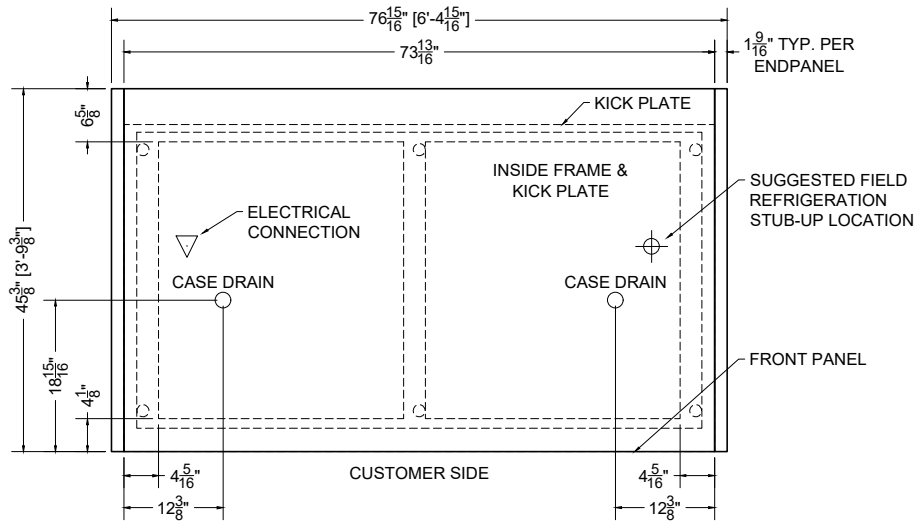 76 15/16" [6'-4 15/16"]
73 13/16"
1 9/16" TYP. PER
ENDPANEL
6 5/8"
KICK PLATE
INSIDE FRAME &
KICK PLATE
SUGGESTED FIELD
REFRIGERATION
STUB-UP LOCATION
ELECTRICAL
CONNECTION
45 3/8" [3'-9 3/8"]
CASE DRAIN
CASE DRAIN
18 15/16"
4 1/8"
FRONT PANEL
4 5/16"
CUSTOMER SIDE
4 5/16"
12 3/8"
12 3/8"